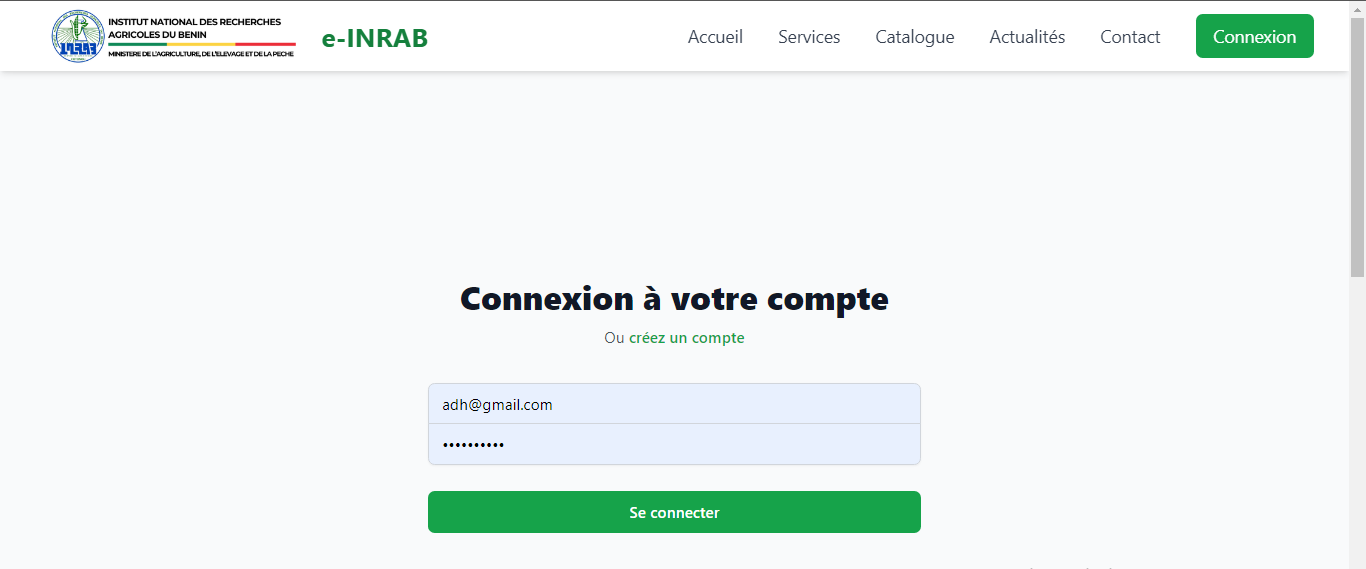 INSTITUT NATIONAL DES RECHERCHES
AGRICOLES DU BENIN
MINISTERE DE L'AGRICULTURE, DE L'ELEVAGE ET DE LA PECHE
e-INRAB
Accueil Services Catalogue Actualités Contact Connexion
Connexion à votre compte
Ou créez un compte
adh@gmail.com
••••••••••
Se connecter